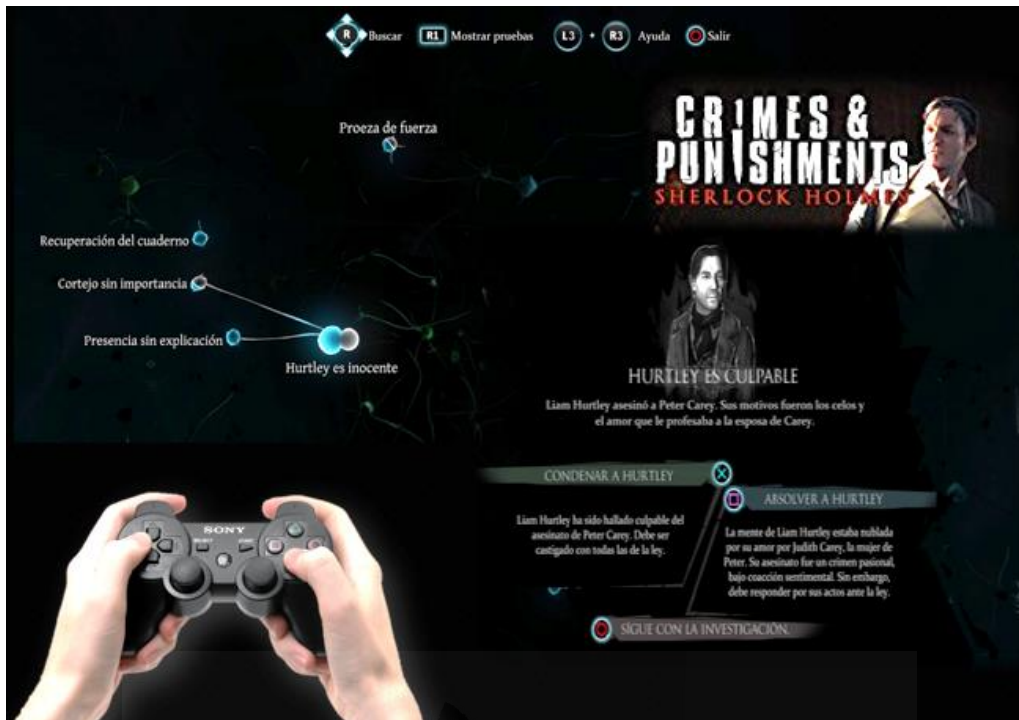 R Buscar R1 Mostrar pruebas L3 + R3 Ayuda Salir
Proeza de fuerza
CRIMES &
PUNISHMENTS
SHERLOCK HOLMES
Recuperación del cuaderno
Cortejo sin importancia
Presencia sin explicación
Hurtley es inocente
HURTLEY ES CULPABLE
Liam Hurtley asesinó a Peter Carey. Sus motivos fueron los celos y
el amor que le profesaba a la esposa de Carey.
CONDENAR A HURTLEY
Liam Hurtley ha sido hallado culpable del
asesinato de Peter Carey. Debe ser
castigado con todas las de la ley.
ABSOLVER A HURTLEY
La mente de Liam Hurtley estaba nublada
por su amor por Judith Carey, la mujer de
Peter. Su asesinato fue un crimen pasional,
bajo coacción sentimental. Sin embargo,
debe responder por sus actos ante la ley.
SIGUE CON LA INVESTIGACIÓN.
SONY
SELECT START